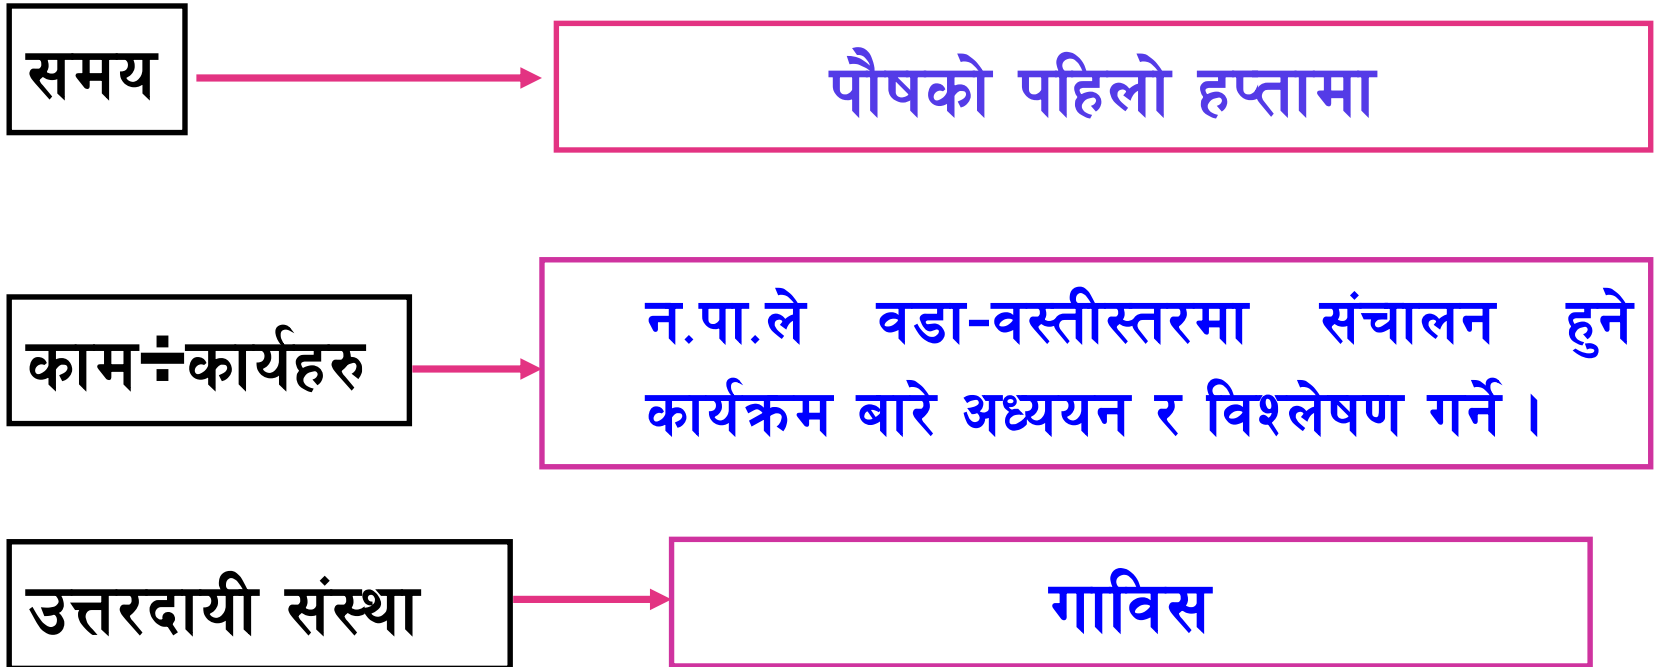 समय
पौषको पहिलो हप्तामा
काम÷कार्यहरु
न.पा.ले वडा-वस्तीस्तरमा संचालन हुने
कार्यक्रम बारे अध्ययन र विश्लेषण गर्ने ।
उत्तरदायी संस्था
गाविस